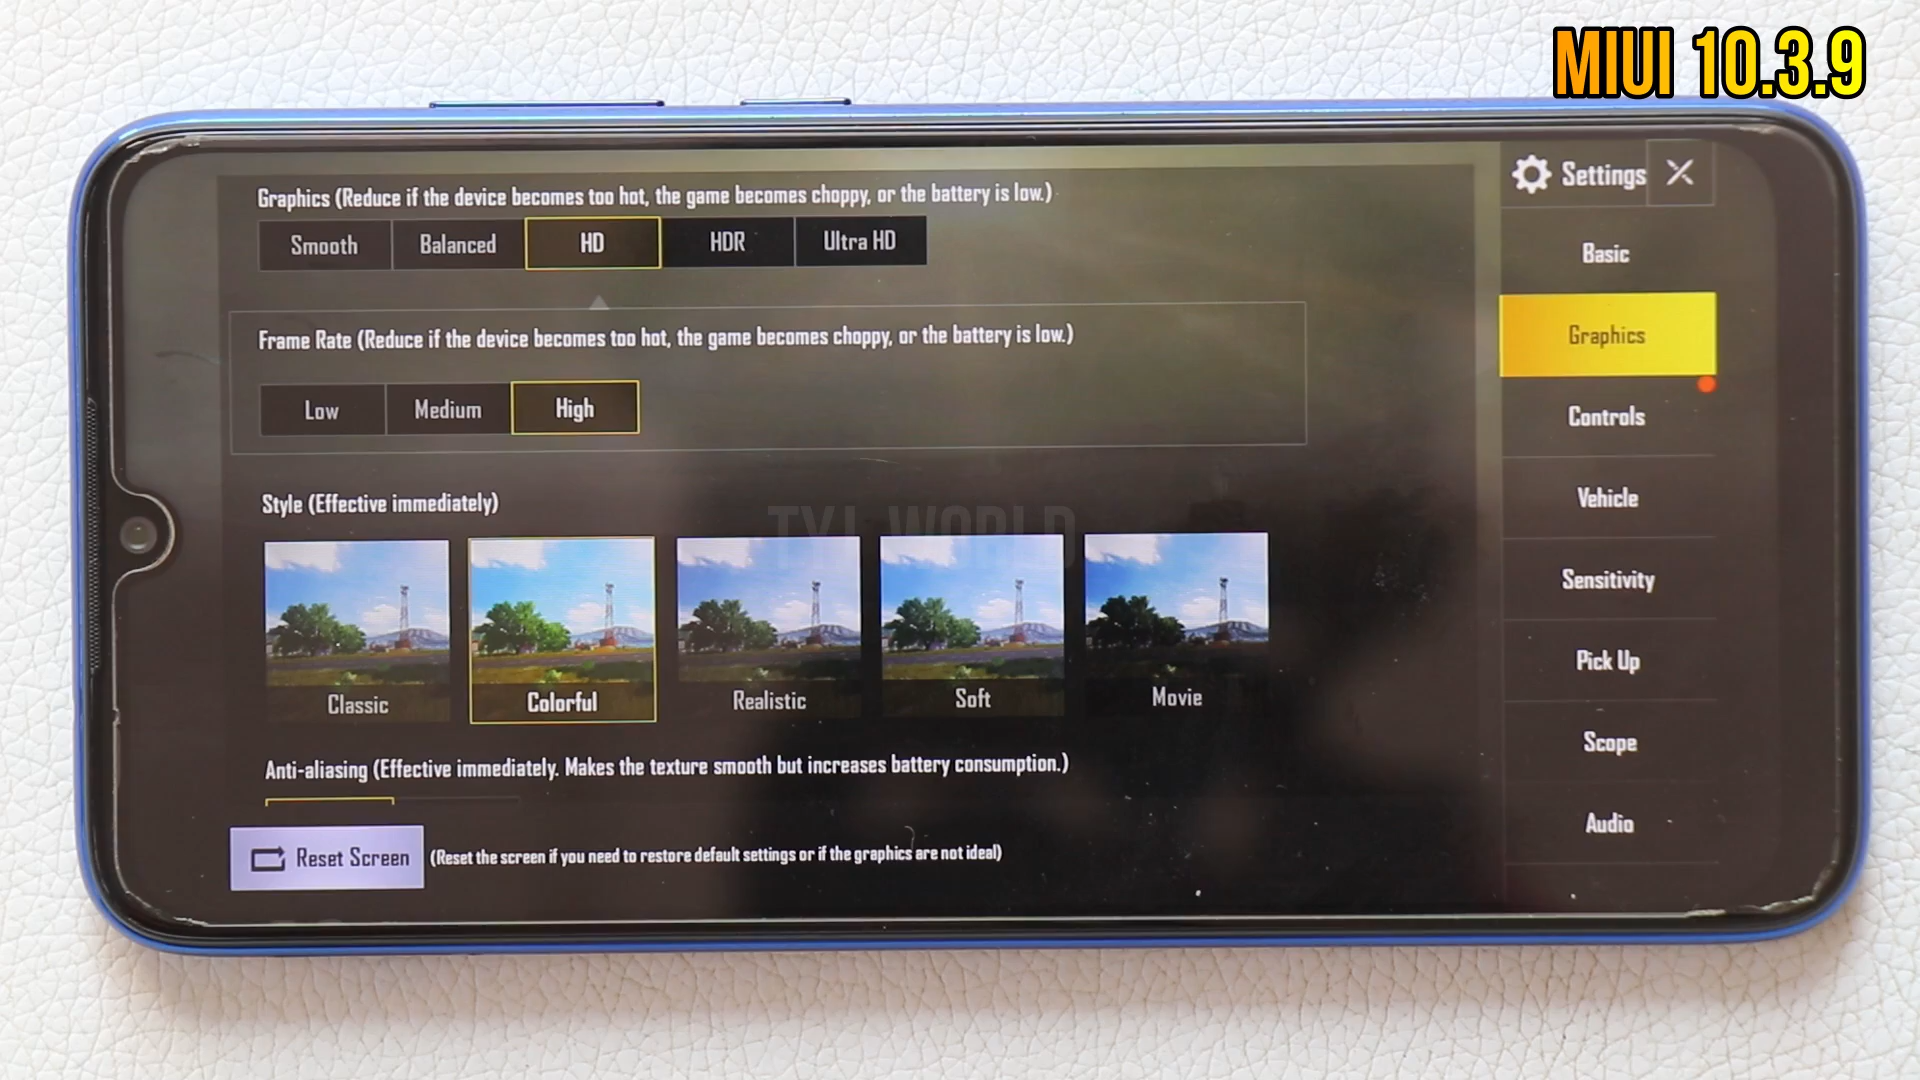 MIUI 10.3.9
Settings
Graphics (Reduce if the device becomes too hot, the game becomes choppy, or the battery is low.)
Smooth
Balanced
HD
HDR
Ultra HD
Frame Rate (Reduce if the device becomes too hot, the game becomes choppy, or the battery is low.)
Low
Medium
High
Style (Effective immediately)
Classic
Colorful
Realistic
Soft
Movie
Anti-aliasing (Effective immediately. Makes the texture smooth but increases battery consumption.)
Reset Screen
(Reset the screen if you need to restore default settings or if the graphics are not ideal)
Basic
Graphics
Controls
Vehicle
Sensitivity
Pick Up
Scope
Audio
WORLD